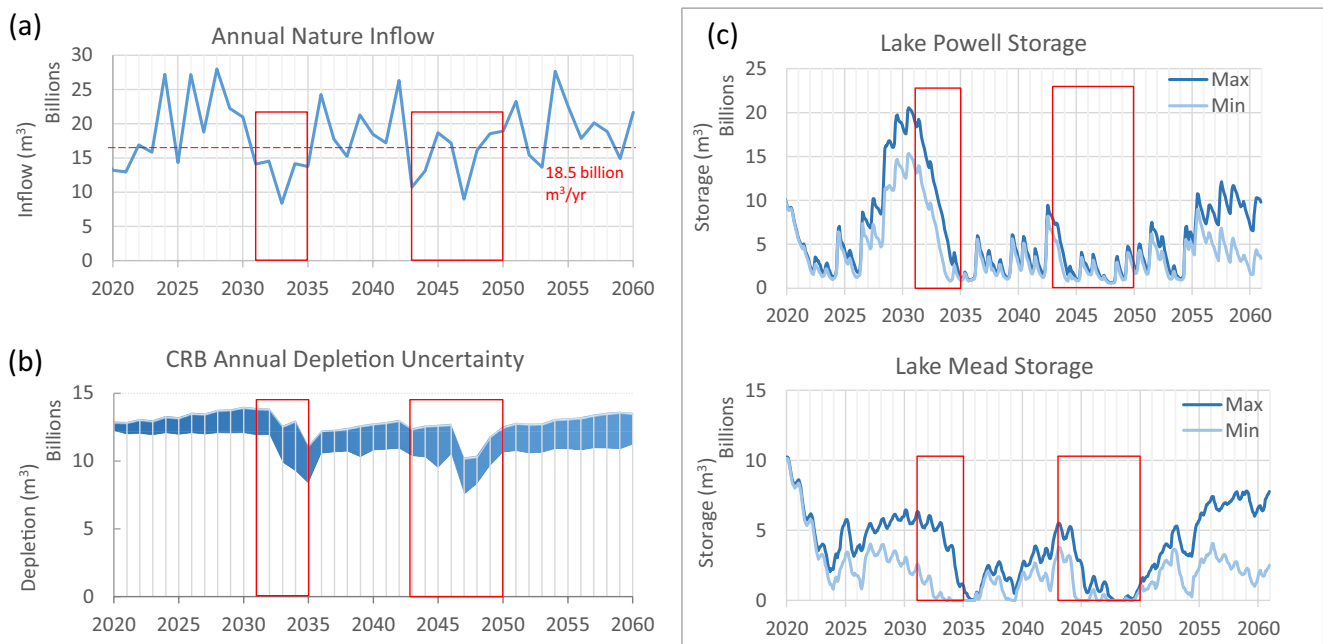 (a)
Annual Nature Inflow
Billions
Inflow (m³)
30
25
20
15
10
5
0
18.5 billion
m³/yr
2020 2025 2030 2035 2040 2045 2050 2055 2060
(b)
CRB Annual Depletion Uncertainty
Billions
Depletion (m³)
15
10
5
0
2020 2025 2030 2035 2040 2045 2050 2055 2060
(c)
Lake Powell Storage
Billions
Storage (m³)
25
20
15
10
5
0
Max
Min
2020 2025 2030 2035 2040 2045 2050 2055 2060
Lake Mead Storage
Billions
Storage (m³)
15
10
5
0
Max
Min
2020 2025 2030 2035 2040 2045 2050 2055 2060